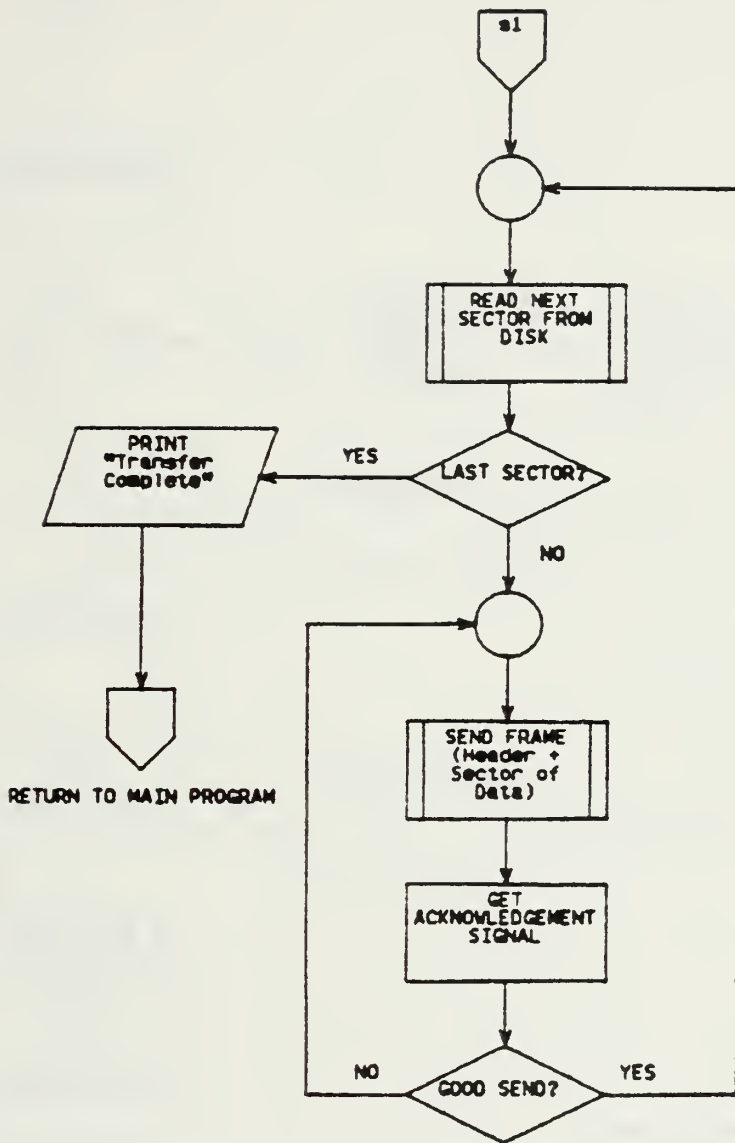 s1
READ NEXT
SECTOR FROM
DISK
LAST SECTOR?
YES
PRINT
"Transfer
Complete"
NO
RETURN TO MAIN PROGRAM
SEND FRAME
(Header +
Sector of
Data)
GET
ACKNOWLEDGEMENT
SIGNAL
NO
GOOD SEND?
YES